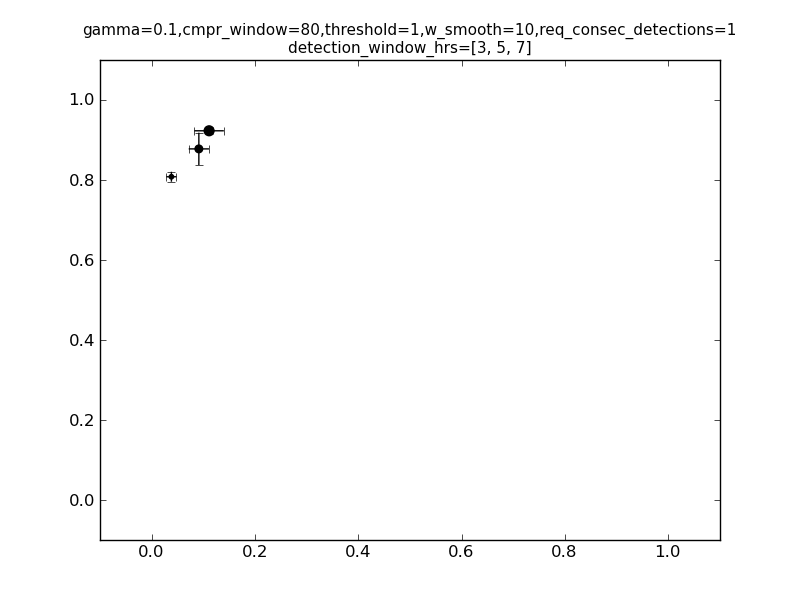 gamma=0.1,cmpr_window=80,threshold=1,w_smooth=10,req_consec_detections=1
detection_window_hrs=[3, 5, 7]
1.0
0.8
0.6
0.4
0.2
0.0
0.0 0.2 0.4 0.6 0.8 1.0